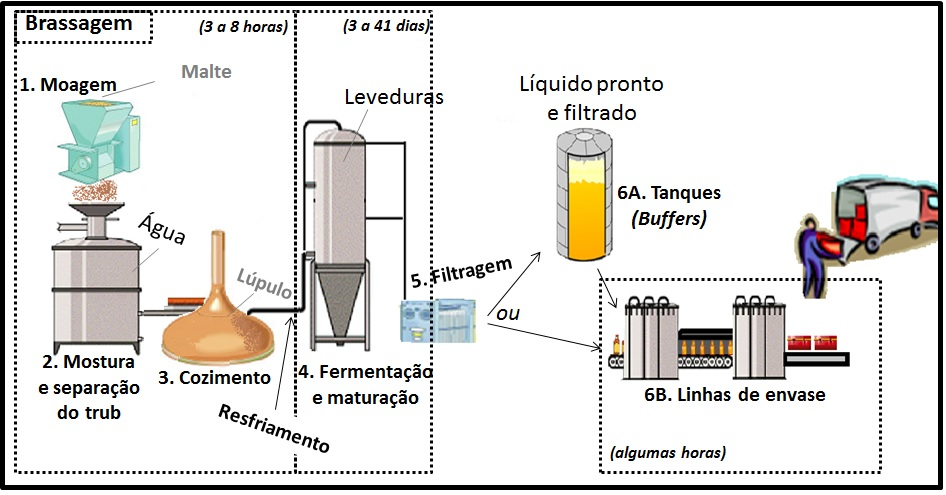 Brassagem
(3 a 8 horas)
(3 a 41 dias)
1. Moagem
Malte
Leveduras
Líquido pronto
e filtrado
6A. Tanques
(Buffers)
Água
Lúpulo
5. Filtragem
ou
2. Mostura
e separação
do trub
3. Cozimento
4. Fermentação
e maturação
Resfriamento
6B. Linhas de envase
(algumas horas)